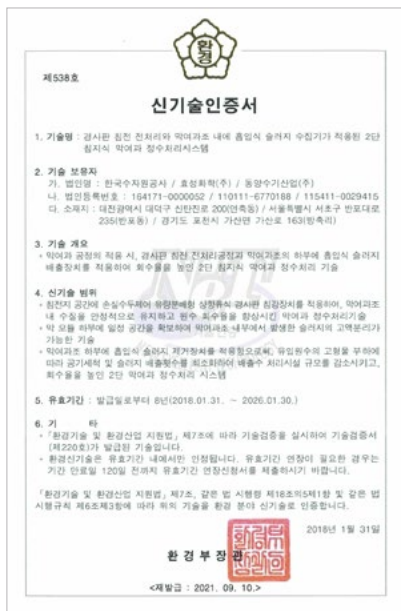 환경
제538호
신기술인증서
1. 기술명 : 경사판 침전 전처리와 막여과조 내에 흡입식 슬러지 수집기가 적용된 2단
침지식 막여과 정수처리시스템
2. 기술 보유자
가. 법인명 : 한국수자원공사 / 효성화학(주) / 동양수기산업(주)
나. 법인등록번호 : 164171-0000052 / 110111-6770188 / 115411-0029415
다. 소재지 : 대전광역시 대덕구 신탄진로 200(연축동) / 서울특별시 서초구 반포대로
235(반포동) / 경기도 포천시 가산면 가산로 163(방축리)
3. 기술 개요
• 막여과 공정의 적용 시, 경사판 침전 전처리공정과 막여과조의 하부에 흡입식 슬러지
배출장치를 적용하여 회수율을 높인 2단 침지식 막여과 정수처리 기술
4. 신기술 범위
• 침전지 공간에 손실수두제어 유량분배형 상향류식 경사판 침강장치를 적용하여, 막여과조
내 수질을 안정적으로 유지하고 원수 회수율을 향상시킨 막여과 정수처리기술
• 막 모듈 하부에 일정 공간을 확보하여 막여과조 내부에서 발생한 슬러지의 고액분리가
가능한 기술
• 막여과조 하부에 흡입식 슬러지 제거장치를 적용함으로써, 유입원수의 고형물 부하에
따라 공기세척 및 슬러지 배출횟수를 최소화하여 배출수 처리시설 규모를 감소시키고,
회수율을 높인 2단 막여과 정수처리 시스템
5. 유효기간 : 발급일로부터 8년(2018.01.31. ~ 2026.01.30.)
6. 기 타
• 「환경기술 및 환경산업 지원법」 제7조에 따라 기술검증을 실시하여 기술검증서
(제220호)가 발급된 기술입니다.
• 환경신기술은 유효기간 내에서만 인정됩니다. 유효기간 연장이 필요한 경우는
기간 만료일 120일 전까지 유효기간 연장신청서를 제출하시기 바랍니다.
「환경기술 및 환경산업 지원법」 제7조, 같은 법 시행령 제18조의5제1항 및 같은 법
시행규칙 제6조제3항에 따라 위의 기술을 환경 분야 신기술로 인증합니다.
2018년 1월 31일
환경부장관
<재발급 : 2021. 09. 10.>